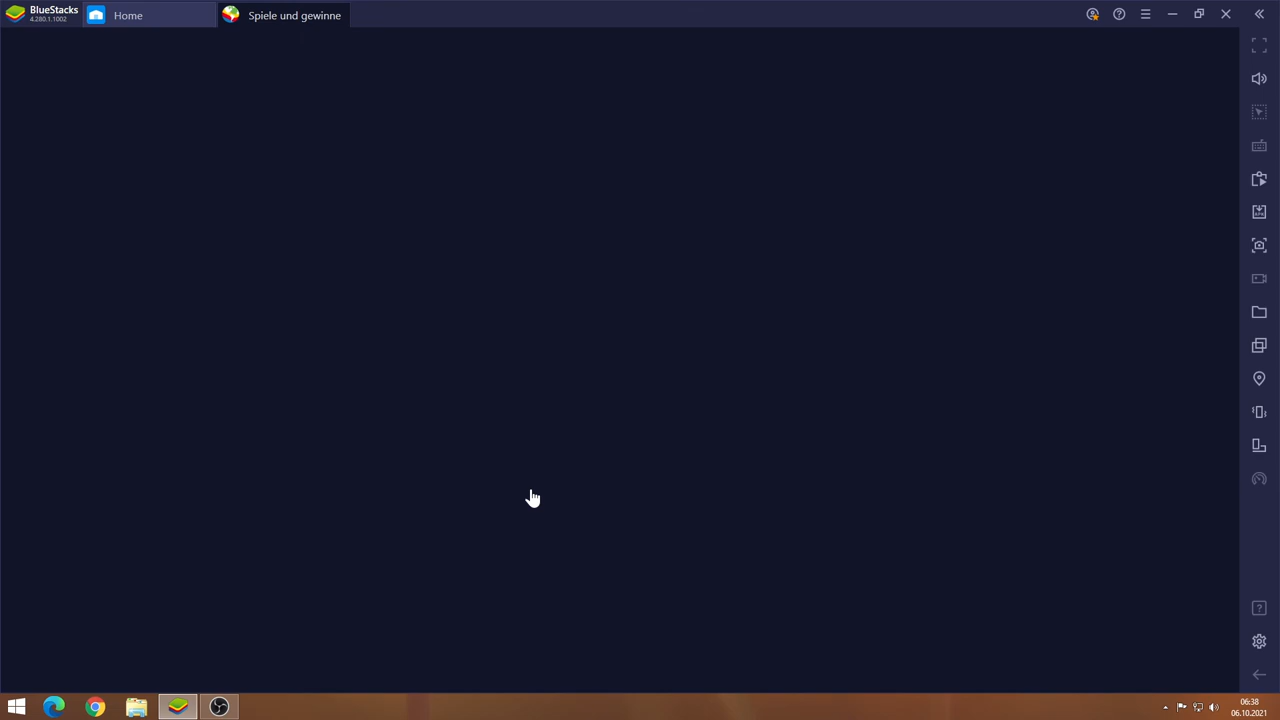 BlueStacks
4.280.1.1002
Home
Spiele und gewinne
06:38
06.10.2021